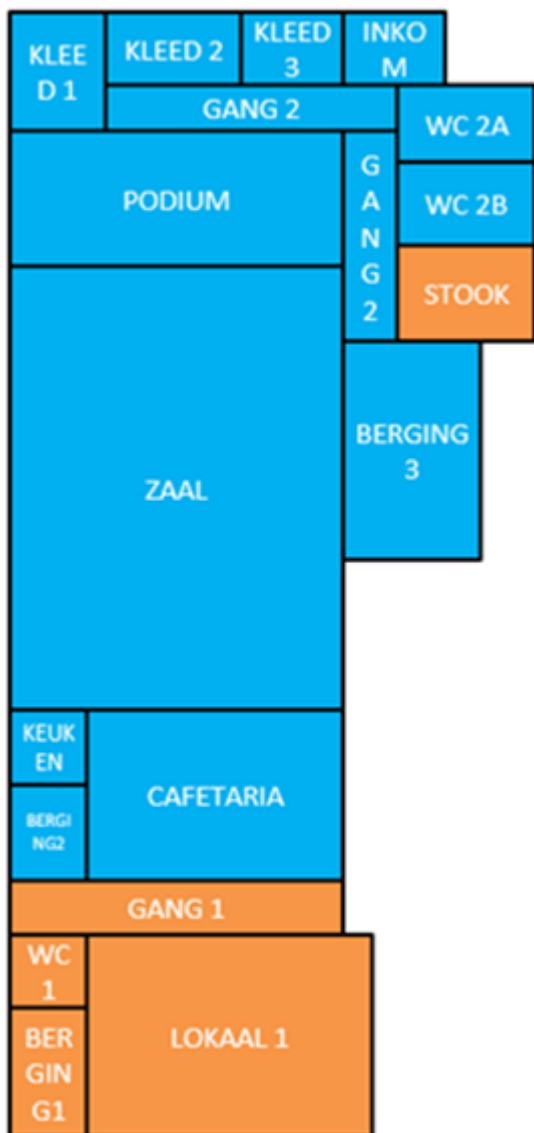 KLEE
D 1
KLEED 2
KLEED
3
INKO
M
GANG 2
WC 2A
PODIUM
G
A
N
G
2
WC 2B
STOOK
BERGING
3
ZAAL
KEUK
EN
CAFETARIA
BERGI
NG2
GANG 1
WC
1
LOKAAL 1
BER
GIN
G1